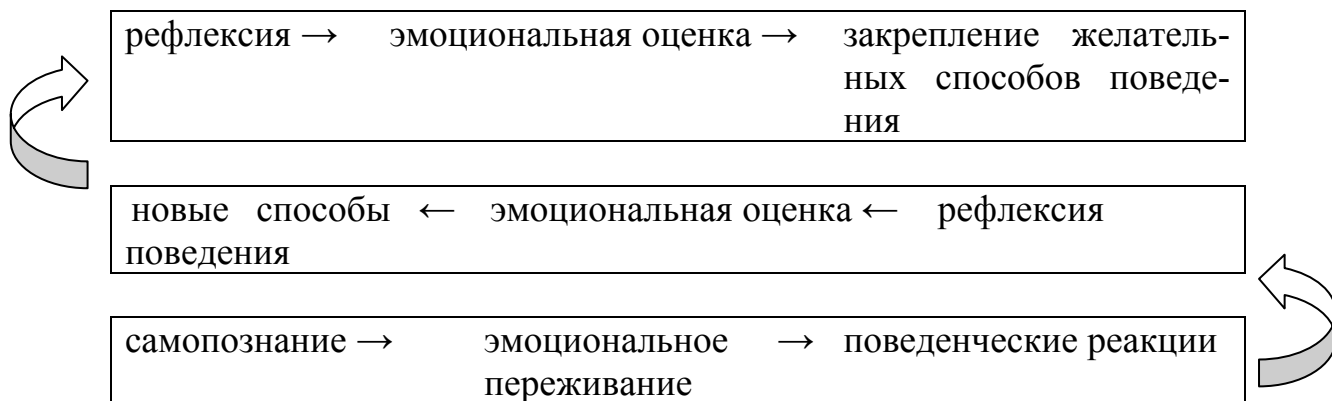 рефлексия → эмоциональная оценка → закрепление желатель-
ных способов поведе-
ния
новые способы ← эмоциональная оценка ← рефлексия
поведения
самопознание → эмоциональное → поведенческие реакции
переживание